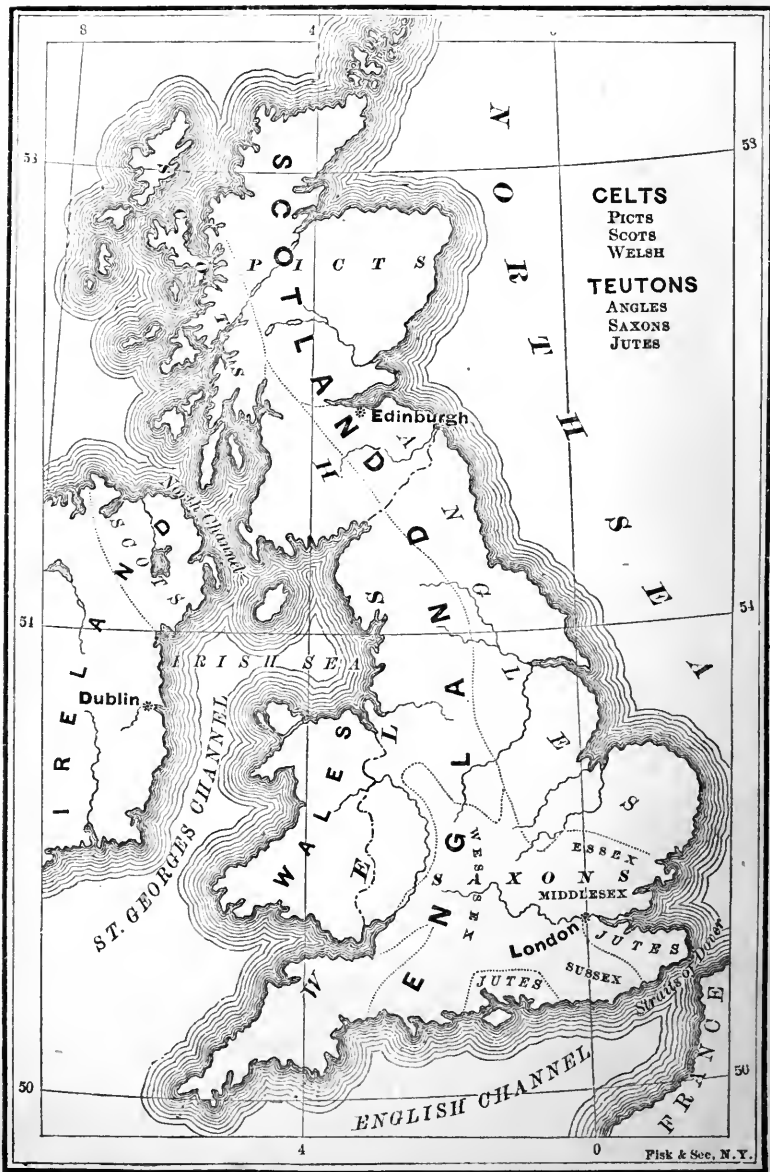 8 4 0
53 53
SCOTLAND
PICTS
NORTH SEA
CELTS
PICTS
SCOTS
WELSH
TEUTONS
ANGLES
SAXONS
JUTES
Edinburgh
North Channel
SCOTS
IRELAND
51 54
IRISH SEA
Dublin
ST. GEORGES CHANNEL
WALES
WELSH
ANGLES
ENGLAND
WESSEX
ESSEX
SAXONS
MIDDLESEX
London
JUTES
SUSSEX
JUTES
Straits of Dover
FRANCE
ENGLISH CHANNEL
50 50
4 0
Fisk & See, N.Y.